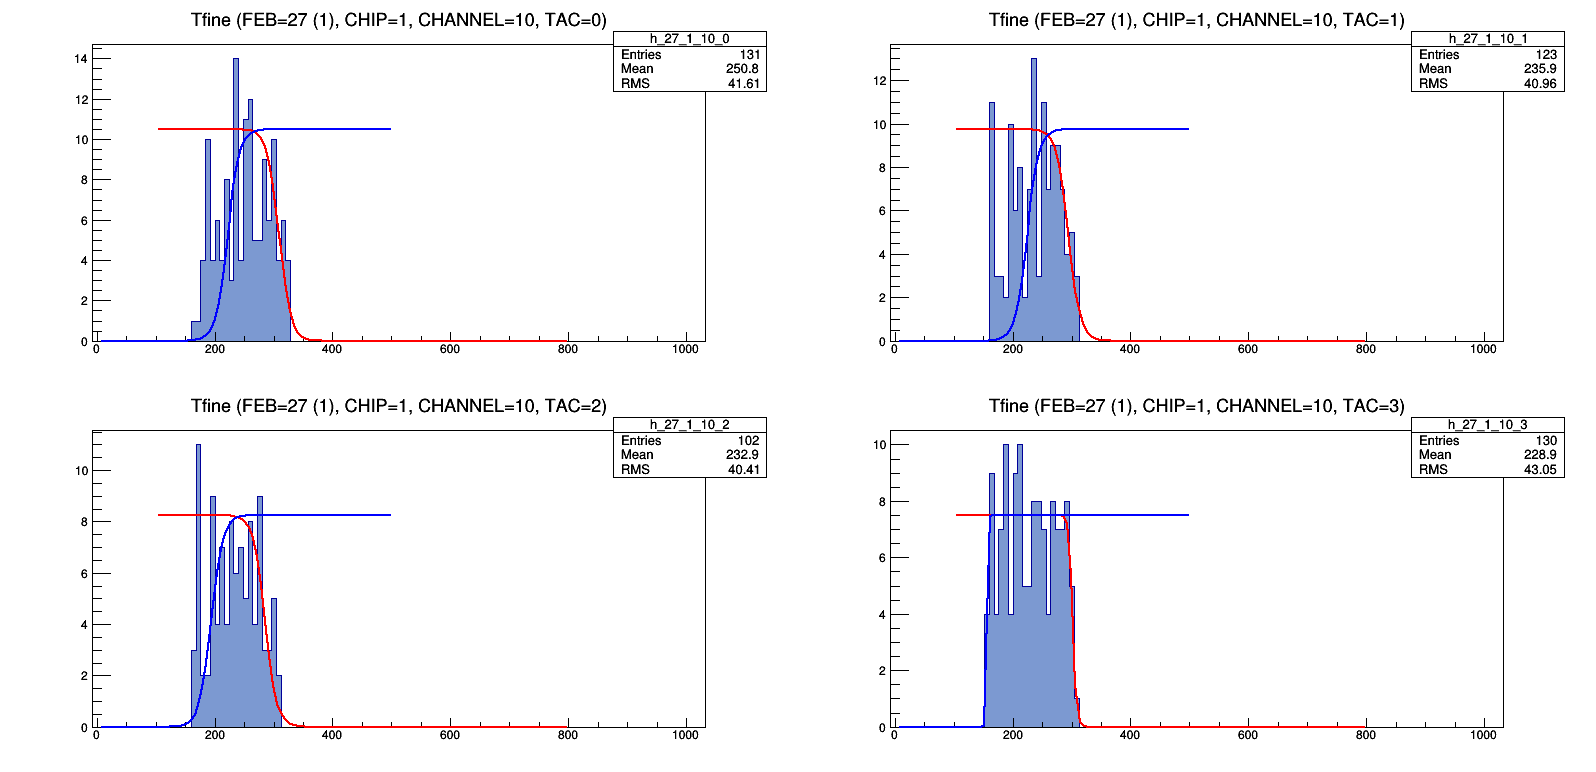 Tfine (FEB=27 (1), CHIP=1, CHANNEL=10, TAC=0)
h_27_1_10_0
Entries 131
Mean 250.8
RMS 41.61
14
12
10
8
6
4
2
0
0 200 400 600 800 1000
Tfine (FEB=27 (1), CHIP=1, CHANNEL=10, TAC=1)
h_27_1_10_1
Entries 123
Mean 235.9
RMS 40.96
12
10
8
6
4
2
0
0 200 400 600 800 1000
Tfine (FEB=27 (1), CHIP=1, CHANNEL=10, TAC=2)
h_27_1_10_2
Entries 102
Mean 232.9
RMS 40.41
10
8
6
4
2
0
0 200 400 600 800 1000
Tfine (FEB=27 (1), CHIP=1, CHANNEL=10, TAC=3)
h_27_1_10_3
Entries 130
Mean 228.9
RMS 43.05
10
8
6
4
2
0
0 200 400 600 800 1000